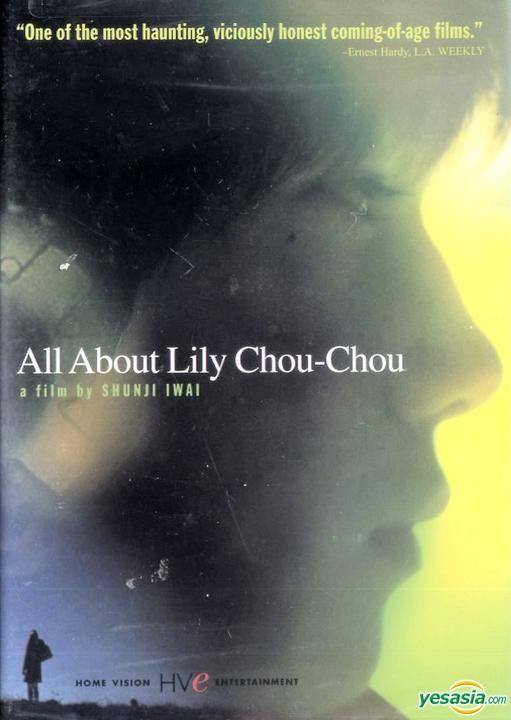 “One of the most haunting, viciously honest coming-of-age films.”
–Ernest Hardy, L.A. WEEKLY
All About Lily Chou-Chou
a film by SHUNJI IWAI
HOME VISION HVe ENTERTAINMENT
yesasia.com